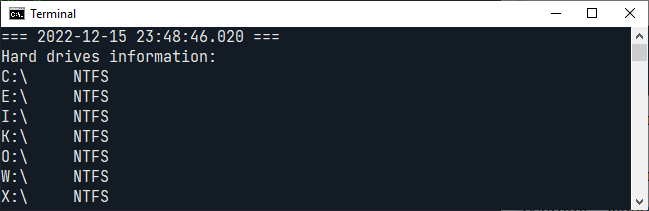 Terminal
=== 2022-12-15 23:48:46.020 ===
Hard drives information:
C:\     NTFS
E:\     NTFS
I:\     NTFS
K:\     NTFS
O:\     NTFS
W:\     NTFS
X:\     NTFS